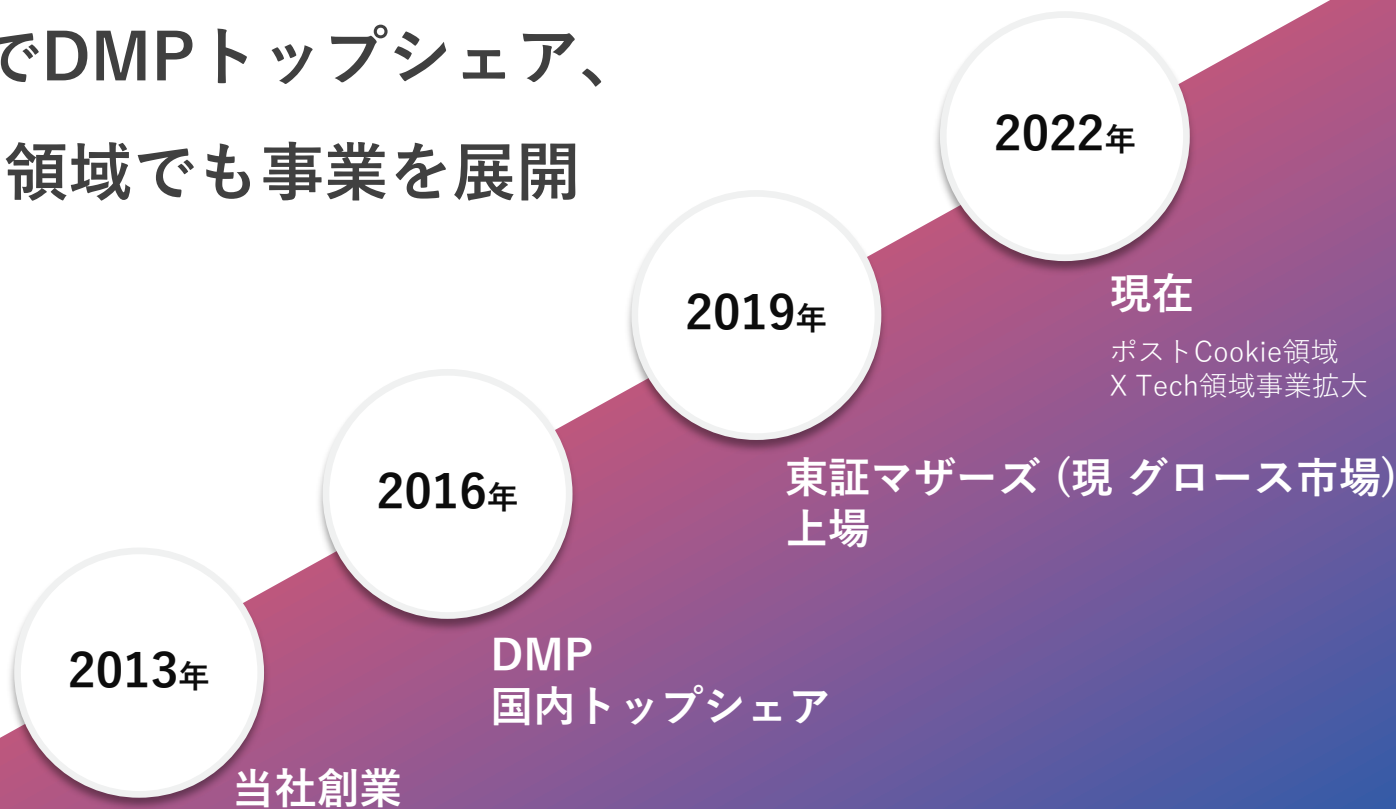 でDMPトップシェア、
領域でも事業を展開
2022年
現在
ポストCookie領域
X Tech領域事業拡大
2019年
東証マザーズ (現 グロース市場)
上場
2016年
DMP
国内トップシェア
2013年
当社創業